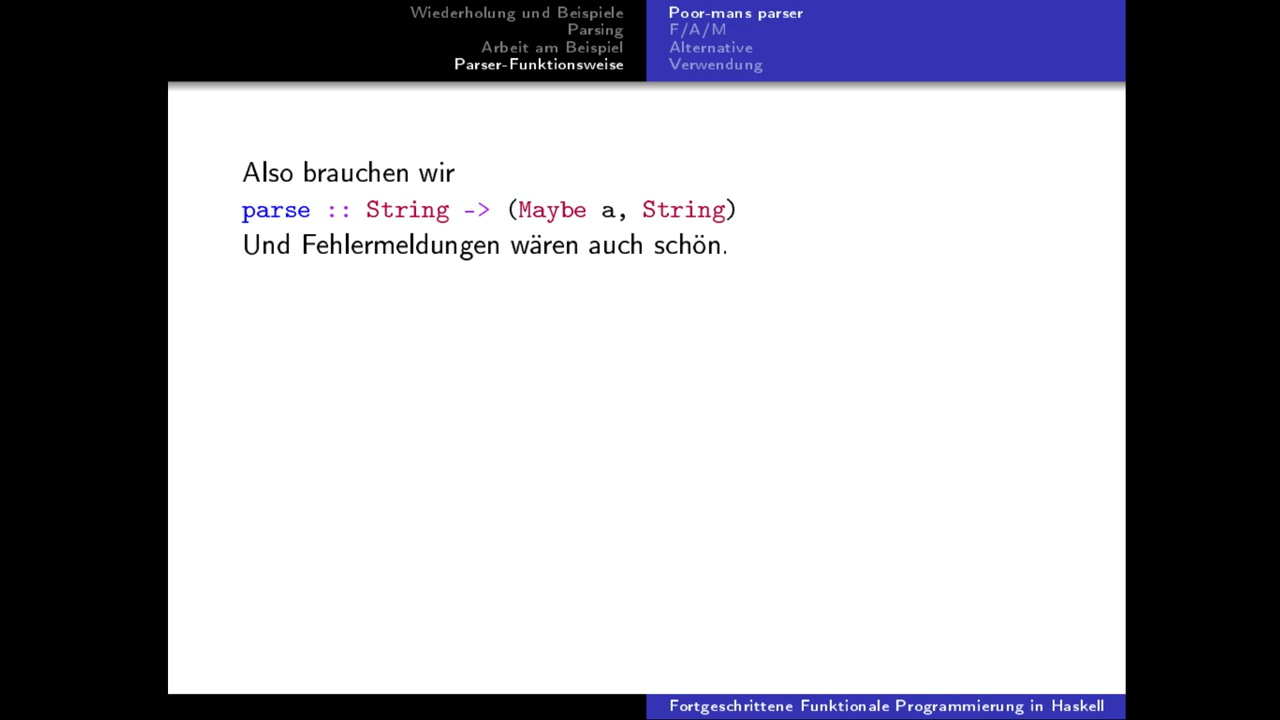 Wiederholung und Beispiele
Parsing
Arbeit am Beispiel
Parser-Funktionsweise
Poor-mans parser
F/A/M
Alternative
Verwendung
Also brauchen wir
parse :: String -> (Maybe a, String)
Und Fehlermeldungen wären auch schön.
Fortgeschrittene Funktionale Programmierung in Haskell